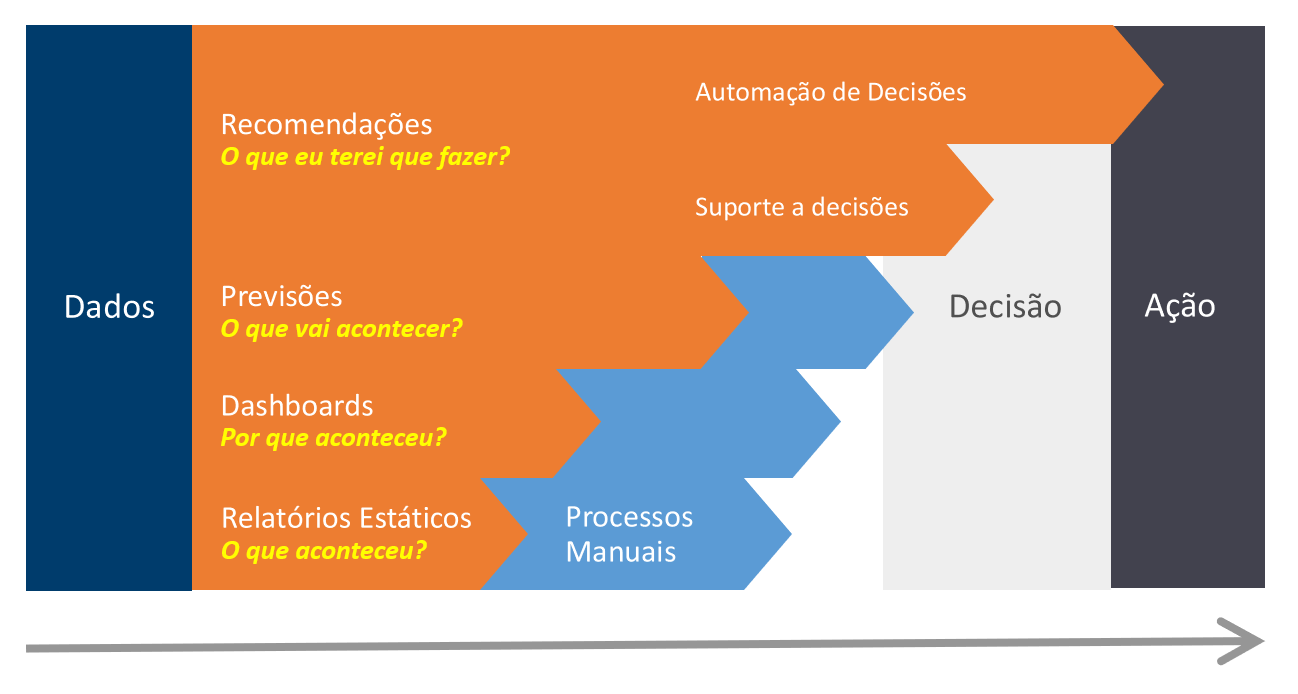 Dados
Recomendações
O que eu terei que fazer?
Automação de Decisões
Suporte a decisões
Previsões
O que vai acontecer?
Dashboards
Por que aconteceu?
Relatórios Estáticos
O que aconteceu?
Processos
Manuais
Decisão
Ação